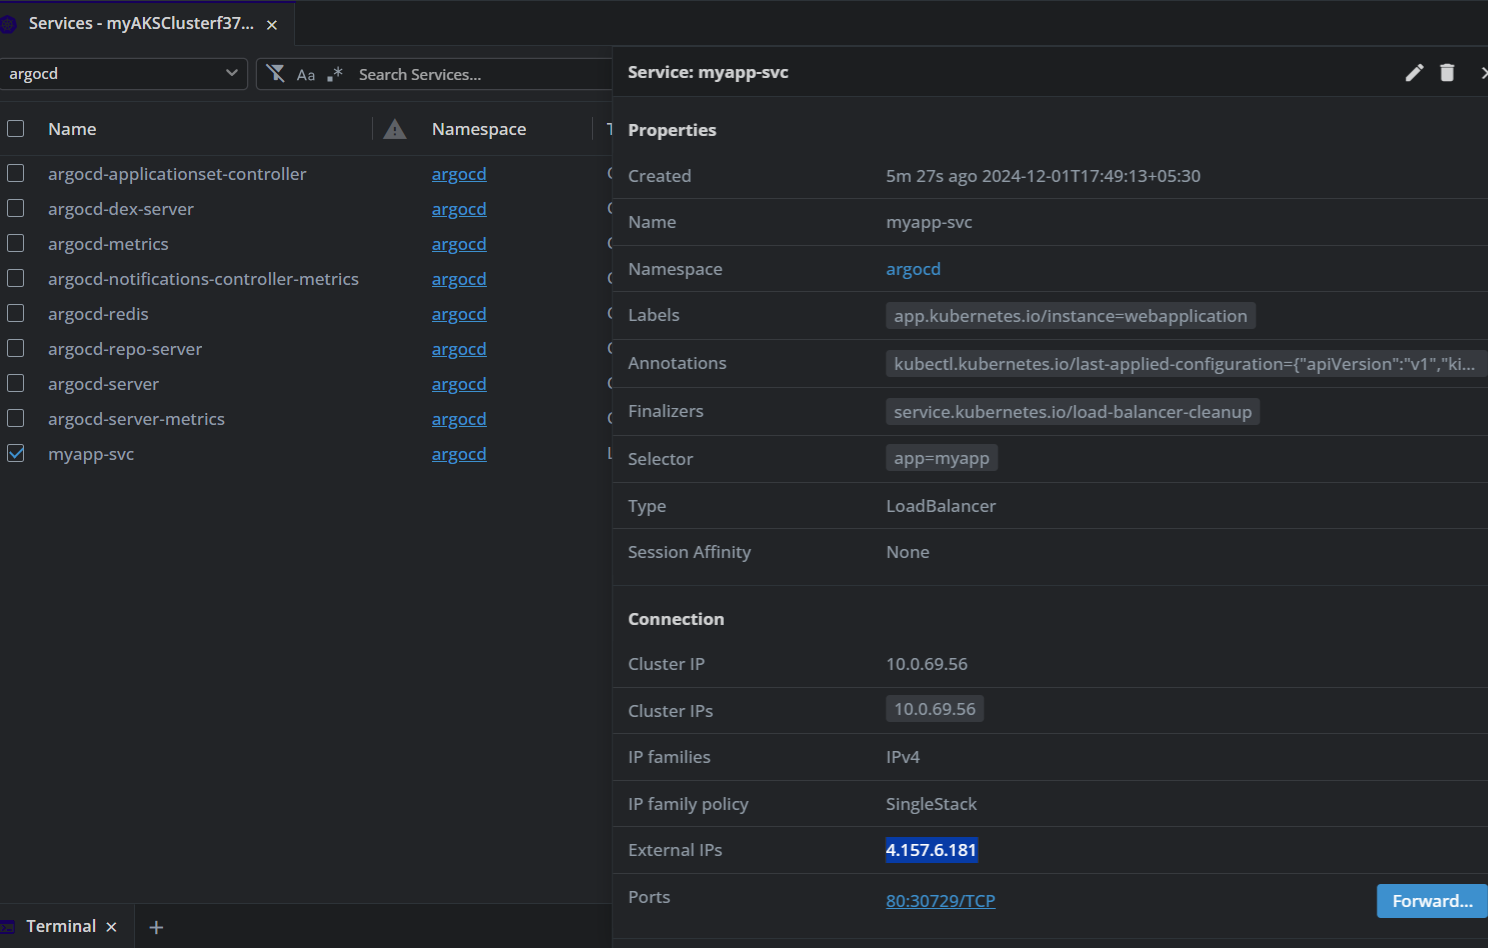 Services - myAKSClusterf37...
argocd
Aa
.*
Search Services...
Name
Namespace
argocd-applicationset-controller argocd
argocd-dex-server argocd
argocd-metrics argocd
argocd-notifications-controller-metrics argocd
argocd-redis argocd
argocd-repo-server argocd
argocd-server argocd
argocd-server-metrics argocd
myapp-svc argocd
Service: myapp-svc
Properties
Created 5m 27s ago 2024-12-01T17:49:13+05:30
Name myapp-svc
Namespace argocd
Labels app.kubernetes.io/instance=webapplication
Annotations kubectl.kubernetes.io/last-applied-configuration={"apiVersion":"v1","ki...
Finalizers service.kubernetes.io/load-balancer-cleanup
Selector app=myapp
Type LoadBalancer
Session Affinity None
Connection
Cluster IP 10.0.69.56
Cluster IPs 10.0.69.56
IP families IPv4
IP family policy SingleStack
External IPs 4.157.6.181
Ports 80:30729/TCP Forward...
Terminal